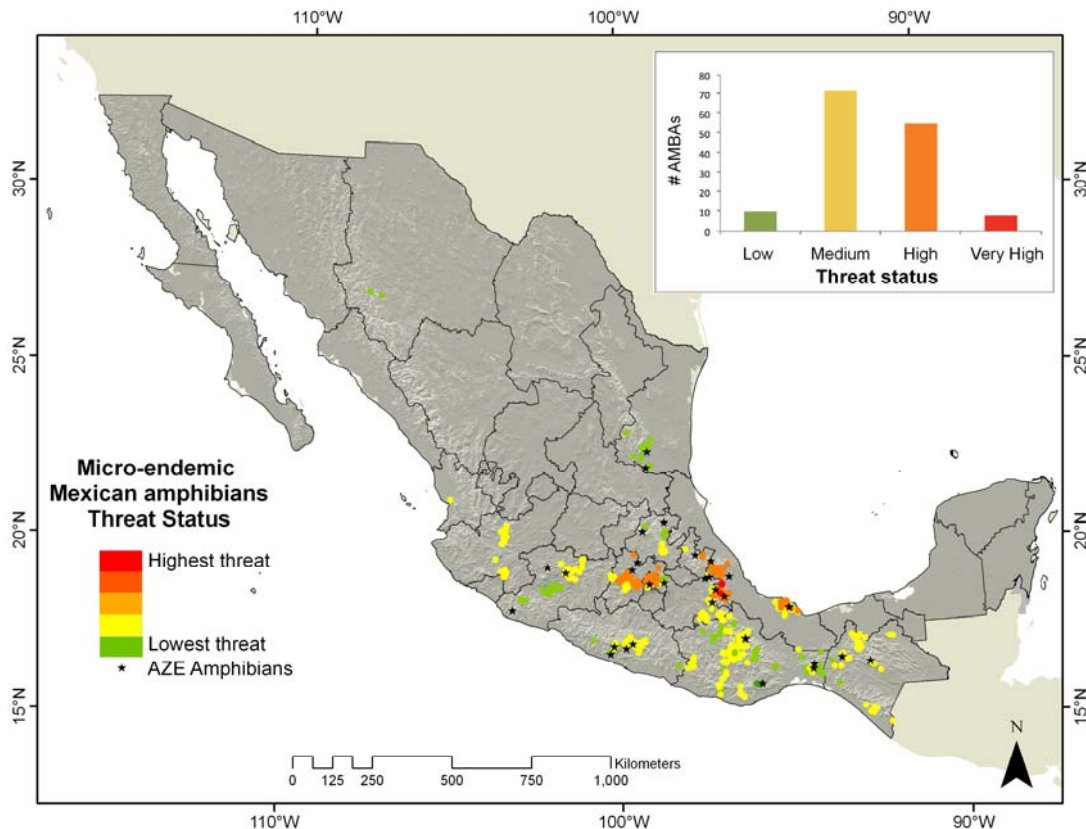 110°W
100°W
90°W
80
70
60
50
40
30
20
10
0
# AMBAs
Low
Medium
High
Very High
Threat status
30°N
30°N
25°N
25°N
20°N
20°N
15°N
15°N
Micro-endemic
Mexican amphibians
Threat Status
Highest threat
Lowest threat
AZE Amphibians
Kilometers
0
125
250
500
750
1,000
N
110°W
100°W
90°W